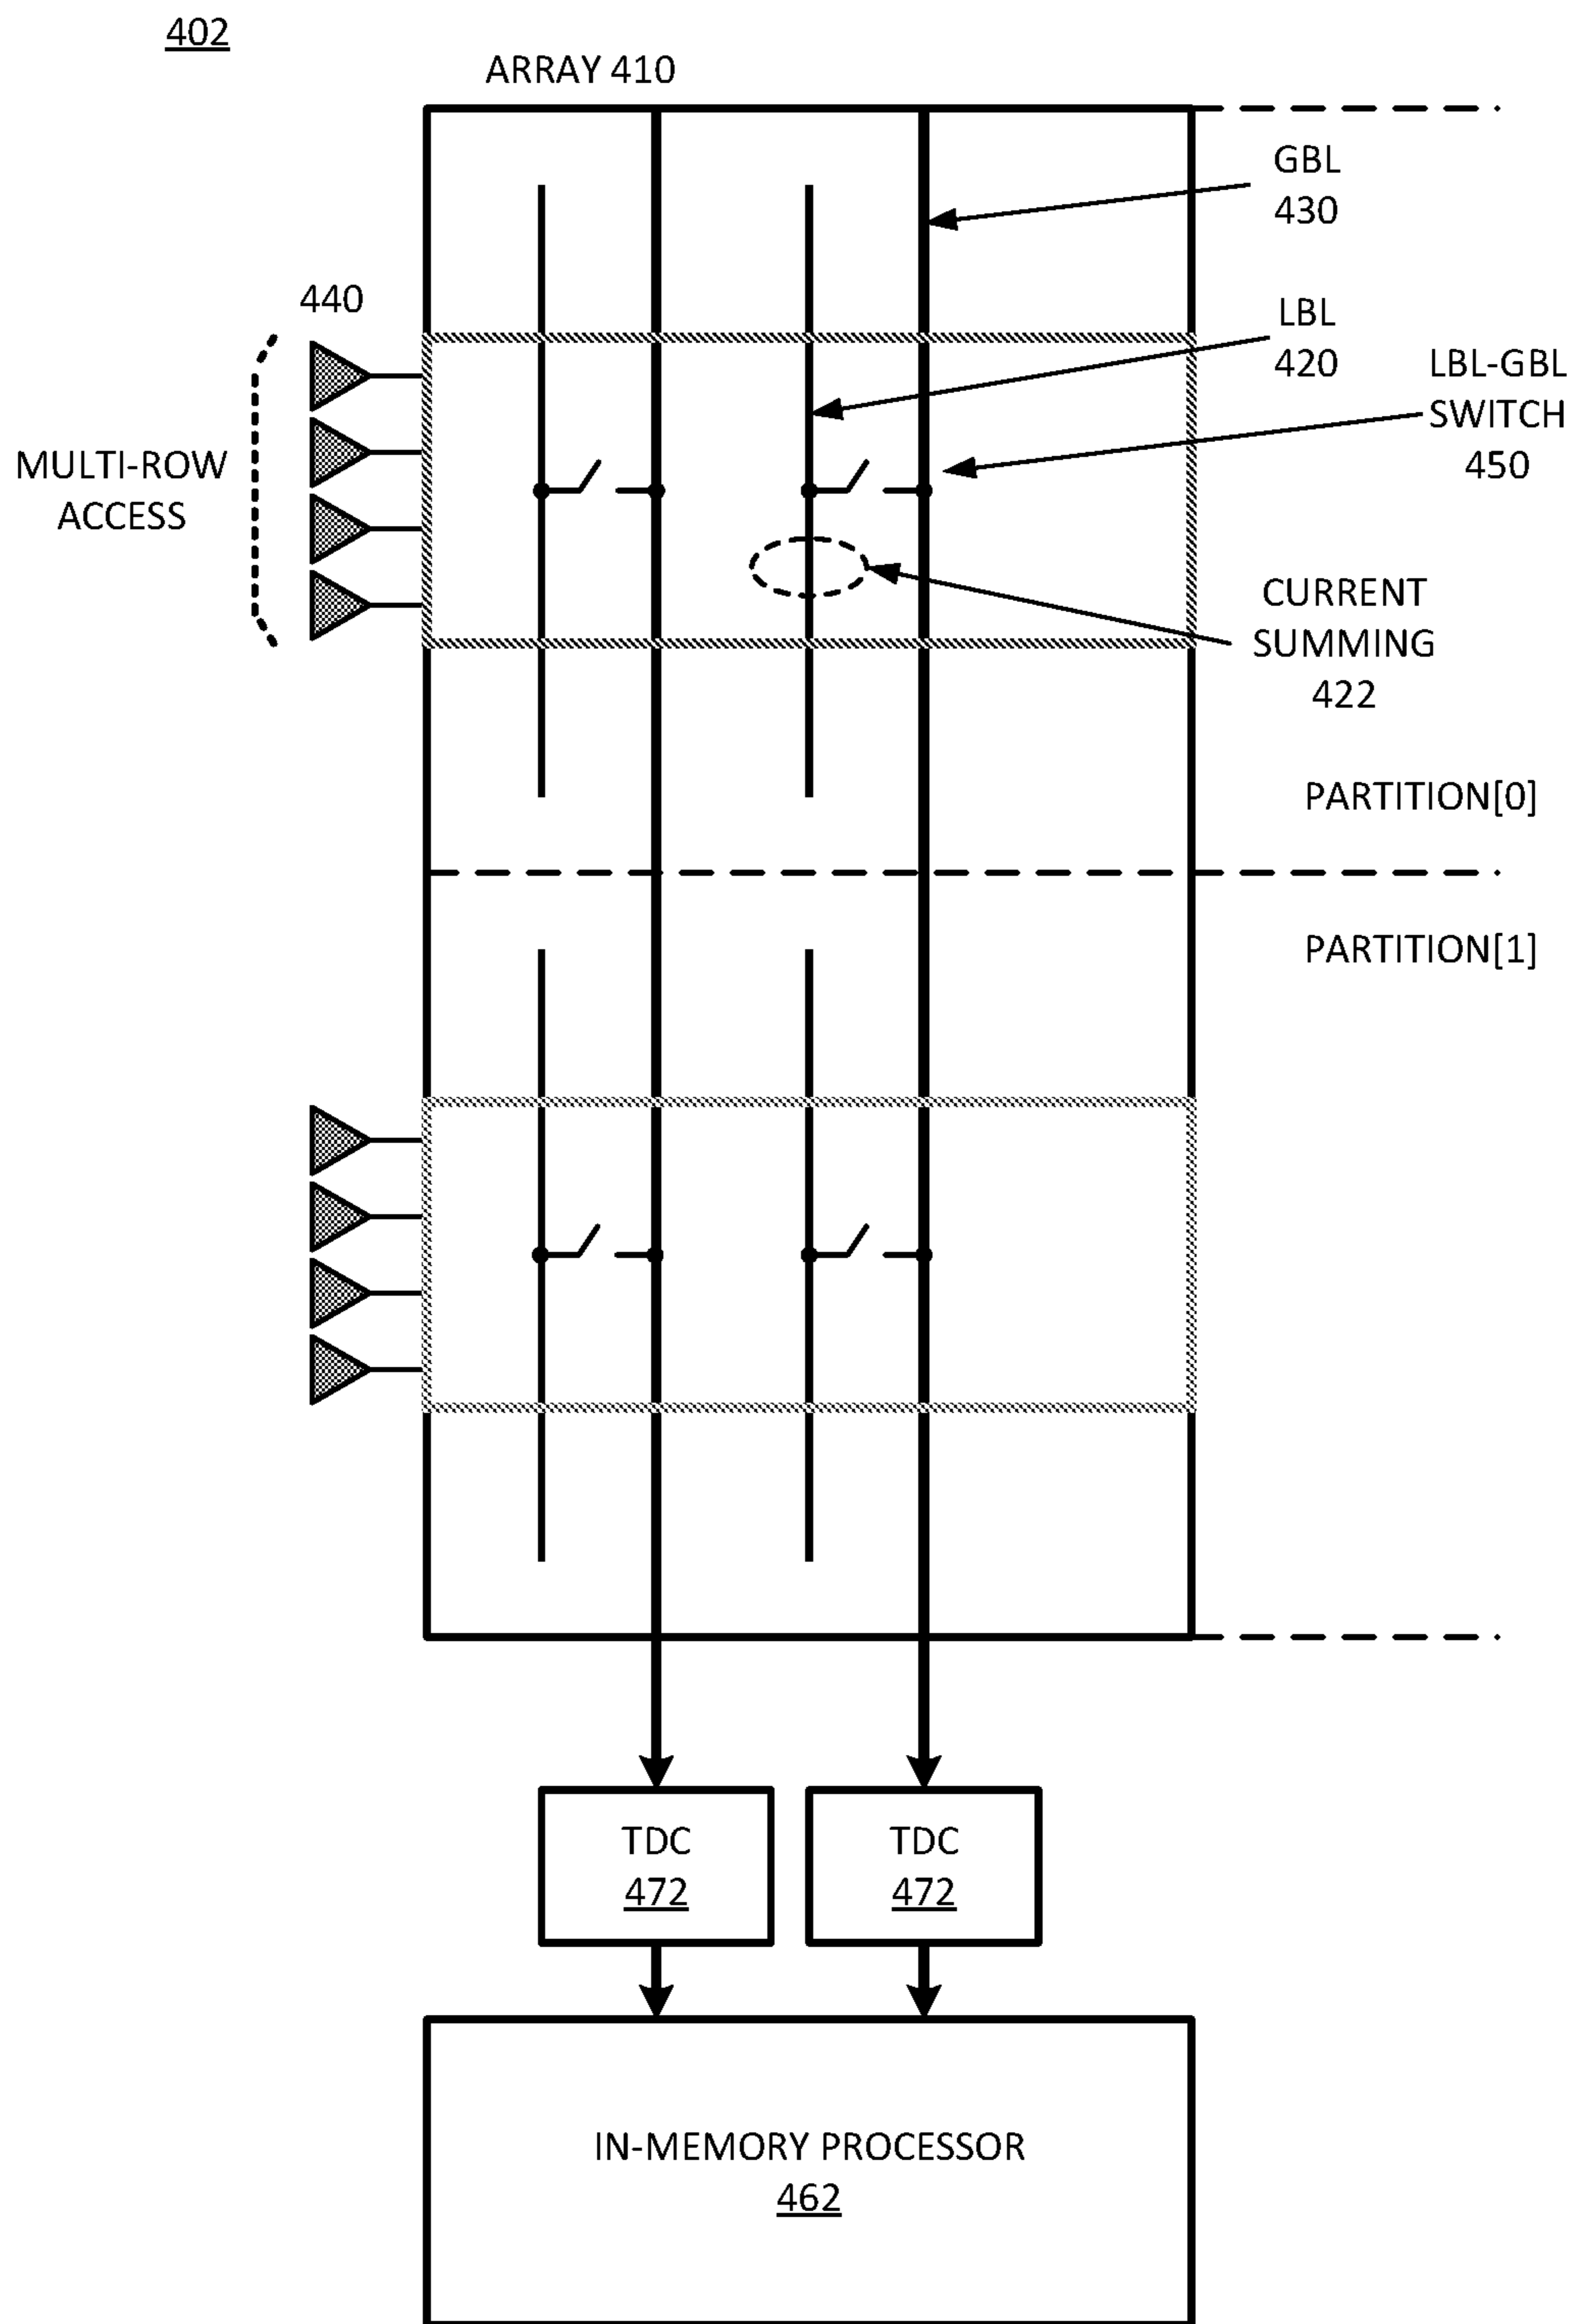 402
ARRAY 410
GBL
430
440
LBL
420
LBL-GBL
SWITCH
450
MULTI-ROW
ACCESS
CURRENT
SUMMING
422
PARTITION[0]
PARTITION[1]
TDC
472
TDC
472
IN-MEMORY PROCESSOR
462